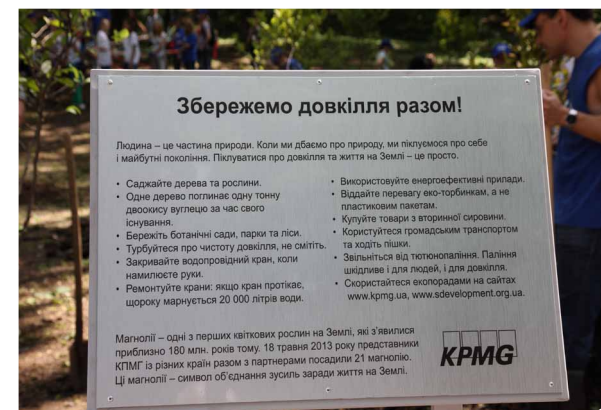 Збережемо довкілля разом!
Людина – це частина природи. Коли ми дбаємо про природу, ми піклуємося про себе
і майбутні покоління. Піклуватися про довкілля та життя на Землі – це просто.
• Саджайте дерева та рослини.
• Одне дерево поглинає одну тонну
двоокису вуглецю за час свого
існування.
• Бережіть ботанічні сади, парки та ліси.
• Турбуйтеся про чистоту довкілля, не смітіть.
• Закривайте водопровідний кран, коли
намилюєте руки.
• Ремонтуйте крани: якщо кран протікає,
щороку марнується 20 000 літрів води.
• Використовуйте енергоефективні прилади.
• Віддайте перевагу еко-торбинкам, а не
пластиковим пакетам.
• Купуйте товари з вторинної сировини.
• Користуйтеся громадським транспортом
та ходіть пішки.
• Звільніться від тютюнопаління. Паління
шкідливе і для людей, і для довкілля.
• Скористайтеся екопорадами на сайтах
www.kpmg.ua, www.sdevelopment.org.ua.
Магнолії – одні з перших квіткових рослин на Землі, які з’явилися
приблизно 180 млн. років тому. 18 травня 2013 року представники
КПМГ із різних країн разом з партнерами посадили 21 магнолію.
Ці магнолії – символ об’єднання зусиль заради життя на Землі.
KPMG